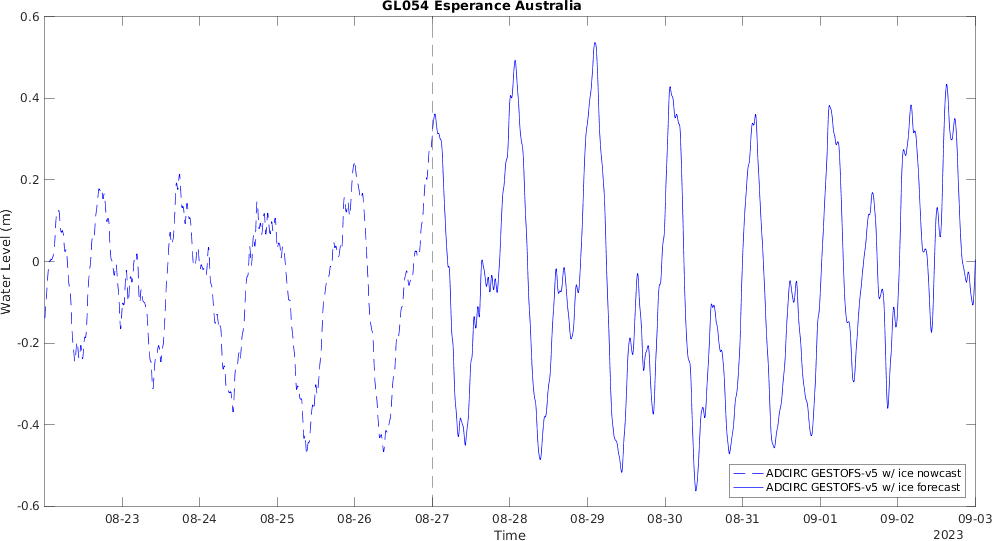 GL054 Esperance Australia
0.6
0.4
0.2
0
-0.2
-0.4
-0.6
Water Level (m)
ADCIRC GESTOFS-v5 w/ ice nowcast
ADCIRC GESTOFS-v5 w/ ice forecast
08-23 08-24 08-25 08-26 08-27 08-28 08-29 08-30 08-31 09-01 09-02 09-03
Time
2023